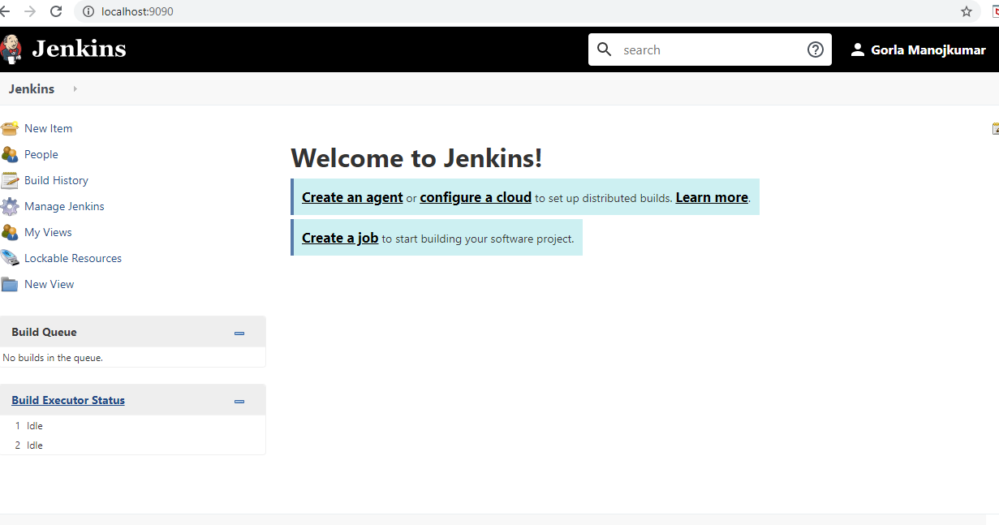 localhost:9090
Jenkins
search
Gorla Manojkumar
Jenkins
New Item
People
Build History
Manage Jenkins
My Views
Lockable Resources
New View
Welcome to Jenkins!
Create an agent or configure a cloud to set up distributed builds. Learn more.
Create a job to start building your software project.
Build Queue
No builds in the queue.
Build Executor Status
1 Idle
2 Idle